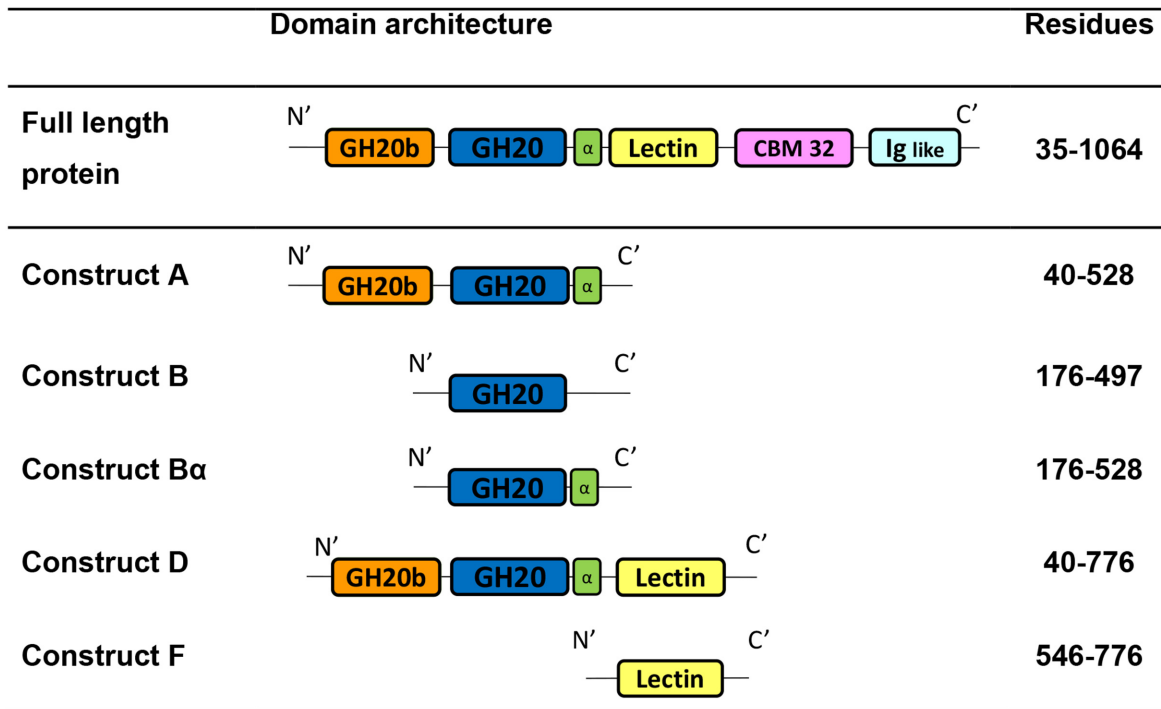 Domain architecture Residues
Full length protein
N’ GH20b GH20 α Lectin CBM 32 Ig like C’
35-1064
Construct A
N’ GH20b GH20 α C’
40-528
Construct B
N’ GH20 C’
176-497
Construct Bα
N’ GH20 α C’
176-528
Construct D
N’ GH20b GH20 α Lectin C’
40-776
Construct F
N’ Lectin C’
546-776